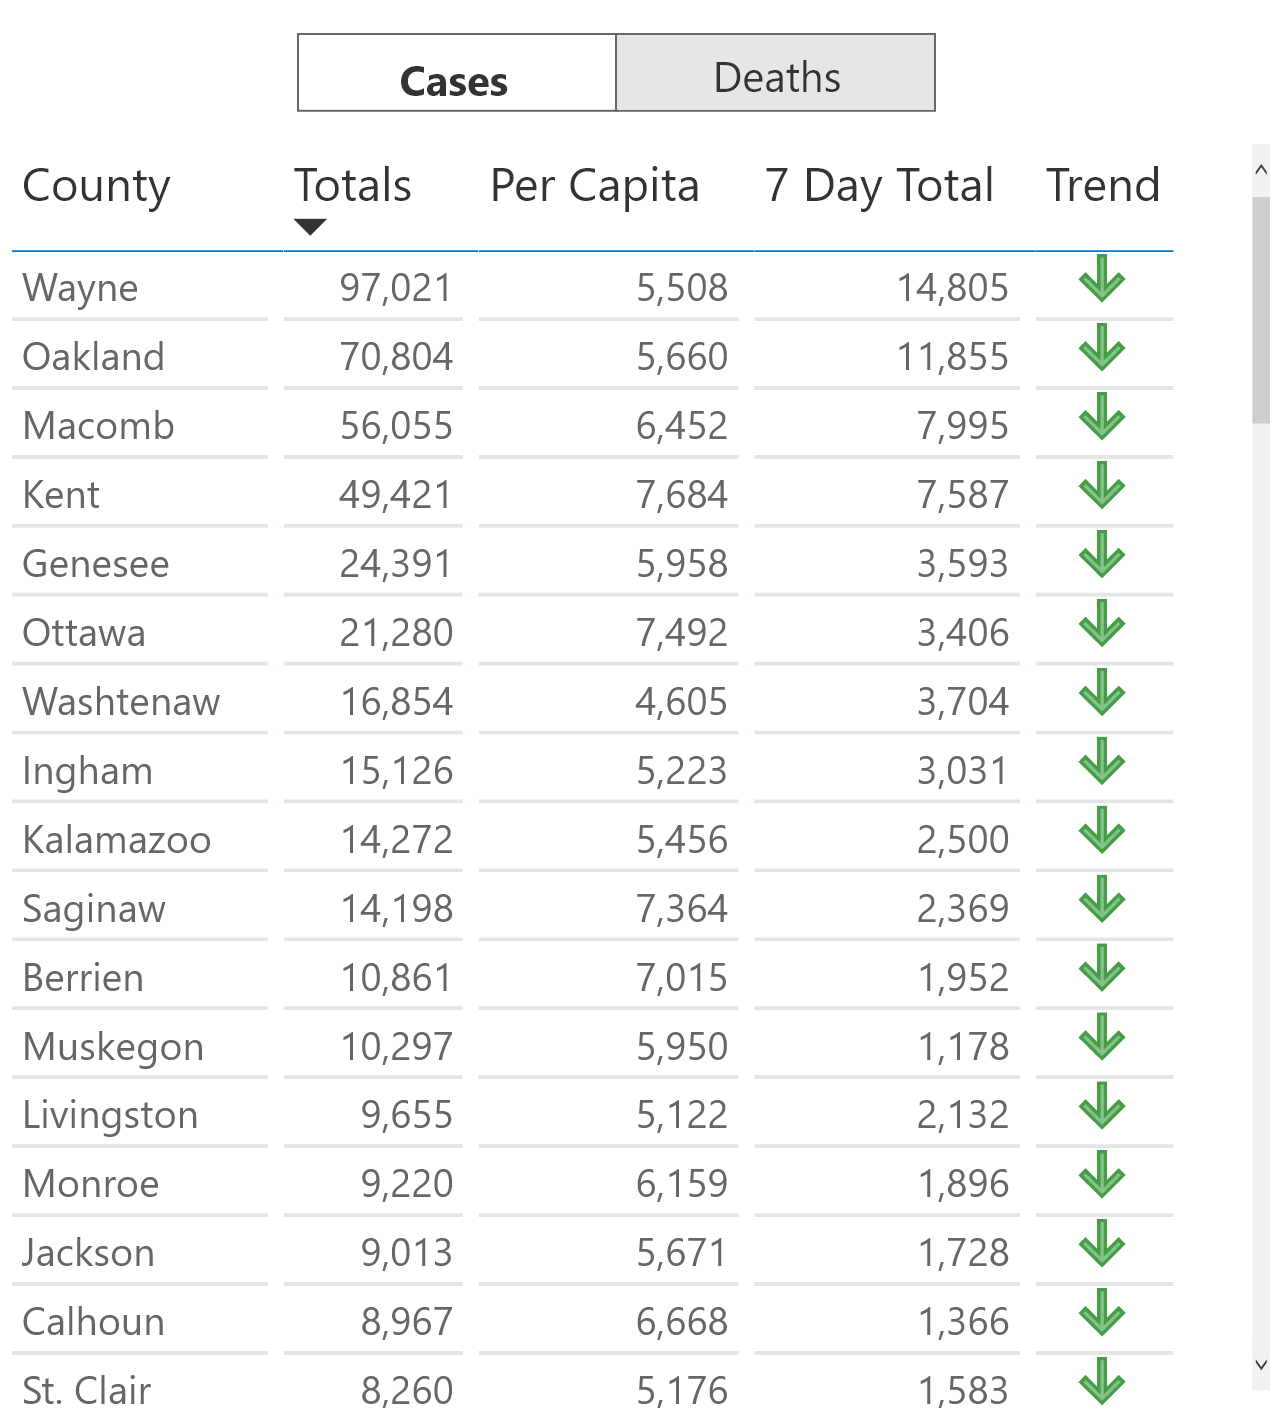 Cases Deaths
County Totals Per Capita 7 Day Total Trend
Wayne 97,021 5,508 14,805
Oakland 70,804 5,660 11,855
Macomb 56,055 6,452 7,995
Kent 49,421 7,684 7,587
Genesee 24,391 5,958 3,593
Ottawa 21,280 7,492 3,406
Washtenaw 16,854 4,605 3,704
Ingham 15,126 5,223 3,031
Kalamazoo 14,272 5,456 2,500
Saginaw 14,198 7,364 2,369
Berrien 10,861 7,015 1,952
Muskegon 10,297 5,950 1,178
Livingston 9,655 5,122 2,132
Monroe 9,220 6,159 1,896
Jackson 9,013 5,671 1,728
Calhoun 8,967 6,668 1,366
St. Clair 8,260 5,176 1,583